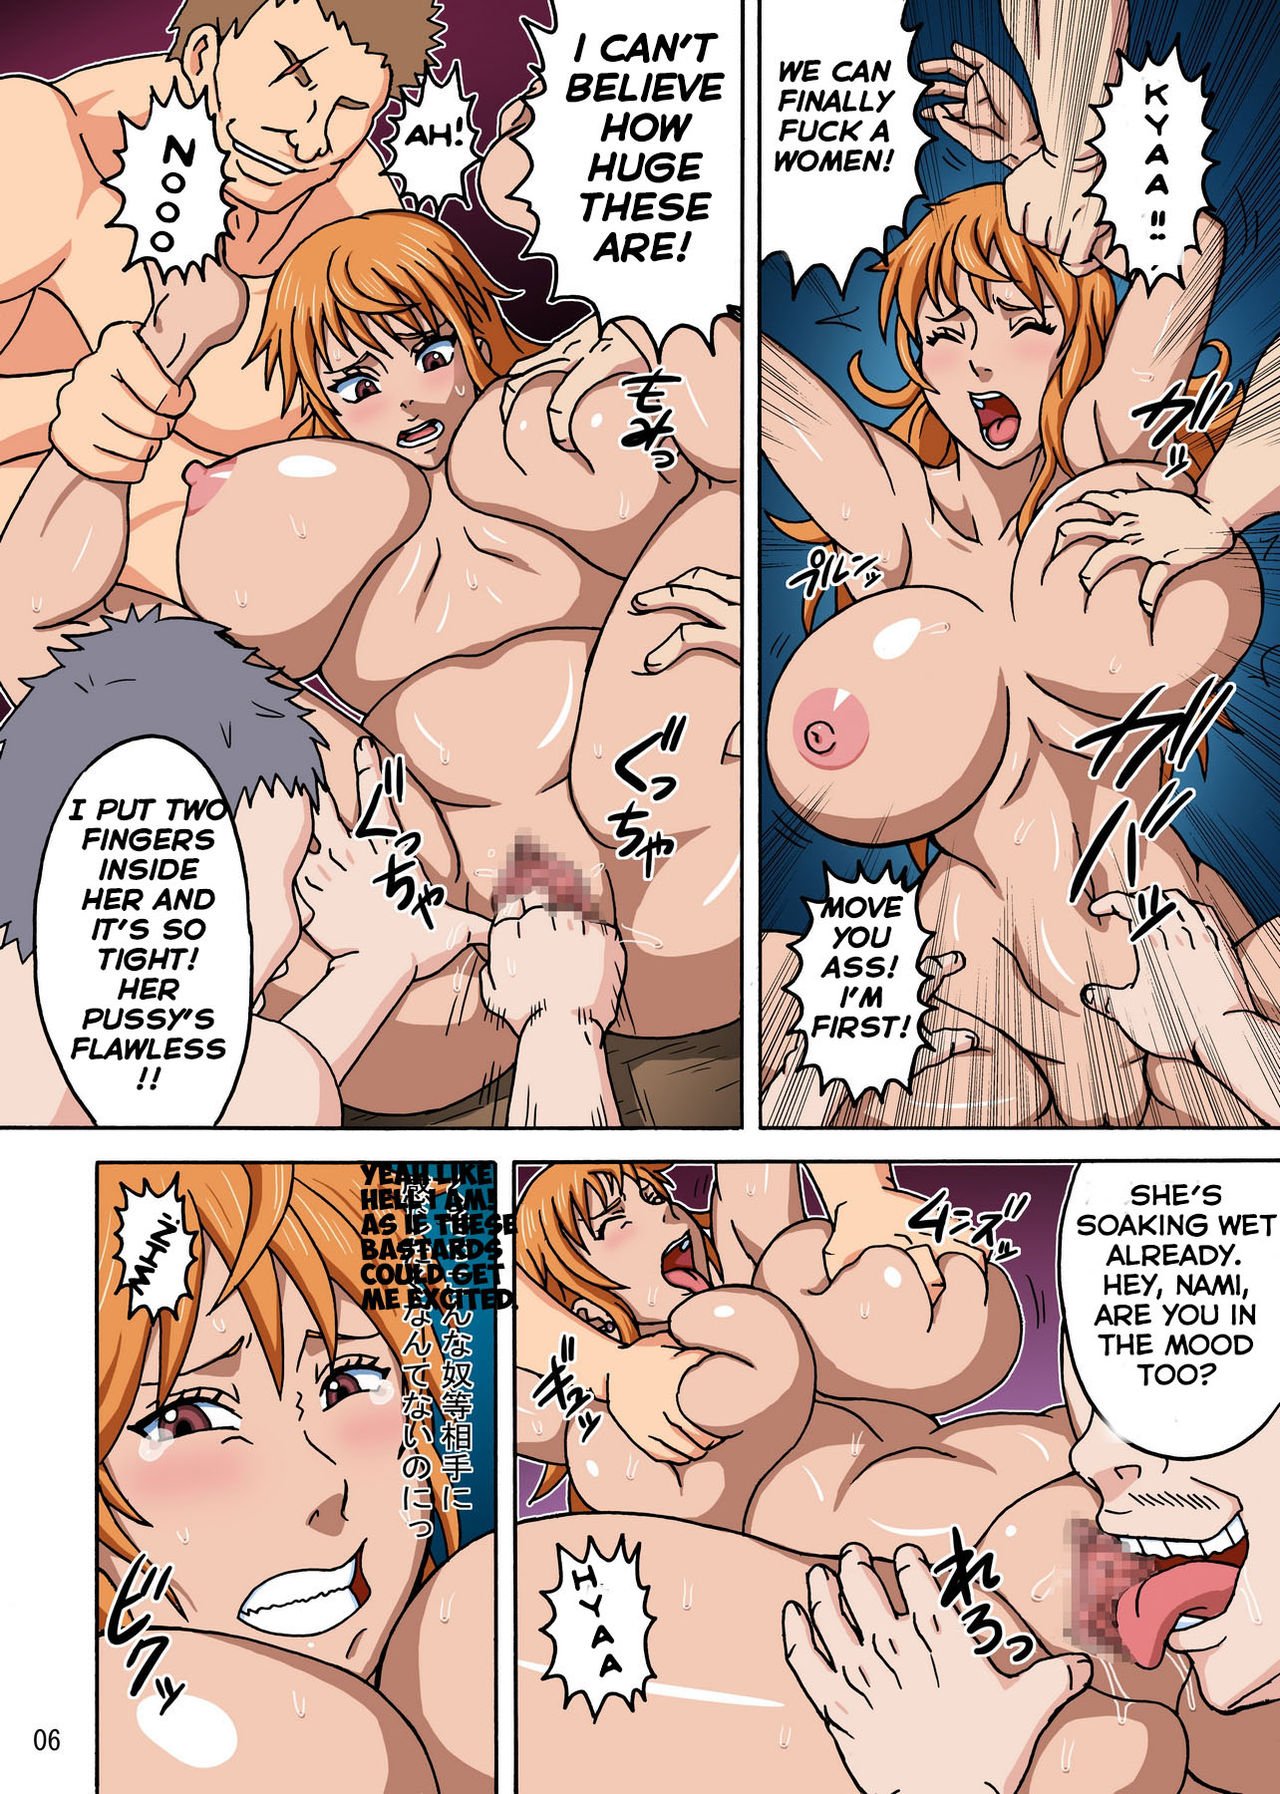 WE CAN
FINALLY
FUCK A
WOMEN!
KYAA!!
ガバッ
プルンッ
ガバッ
MOVE
YOU
ASS!
I'M
FIRST!
I CAN'T
BELIEVE
HOW
HUGE
THESE
ARE!
AH!
NOOO
もみっ
ぐっちゃ
ぐっちゃ
I PUT TWO
FINGERS
INSIDE
HER AND
IT'S SO
TIGHT!
HER
PUSSY'S
FLAWLESS
!!
SHE'S
SOAKING WET
ALREADY.
HEY, NAMI,
ARE YOU IN
THE MOOD
TOO?
ムンズッ
ギュッ
HYAA
れろっ
YEAH LIKE
HELL I AM!
AS IF THESE
BASTARDS
COULD GET
ME EXCITED.
んな奴等相手に
なんてないのにっ
MHN!
ビクッ
06